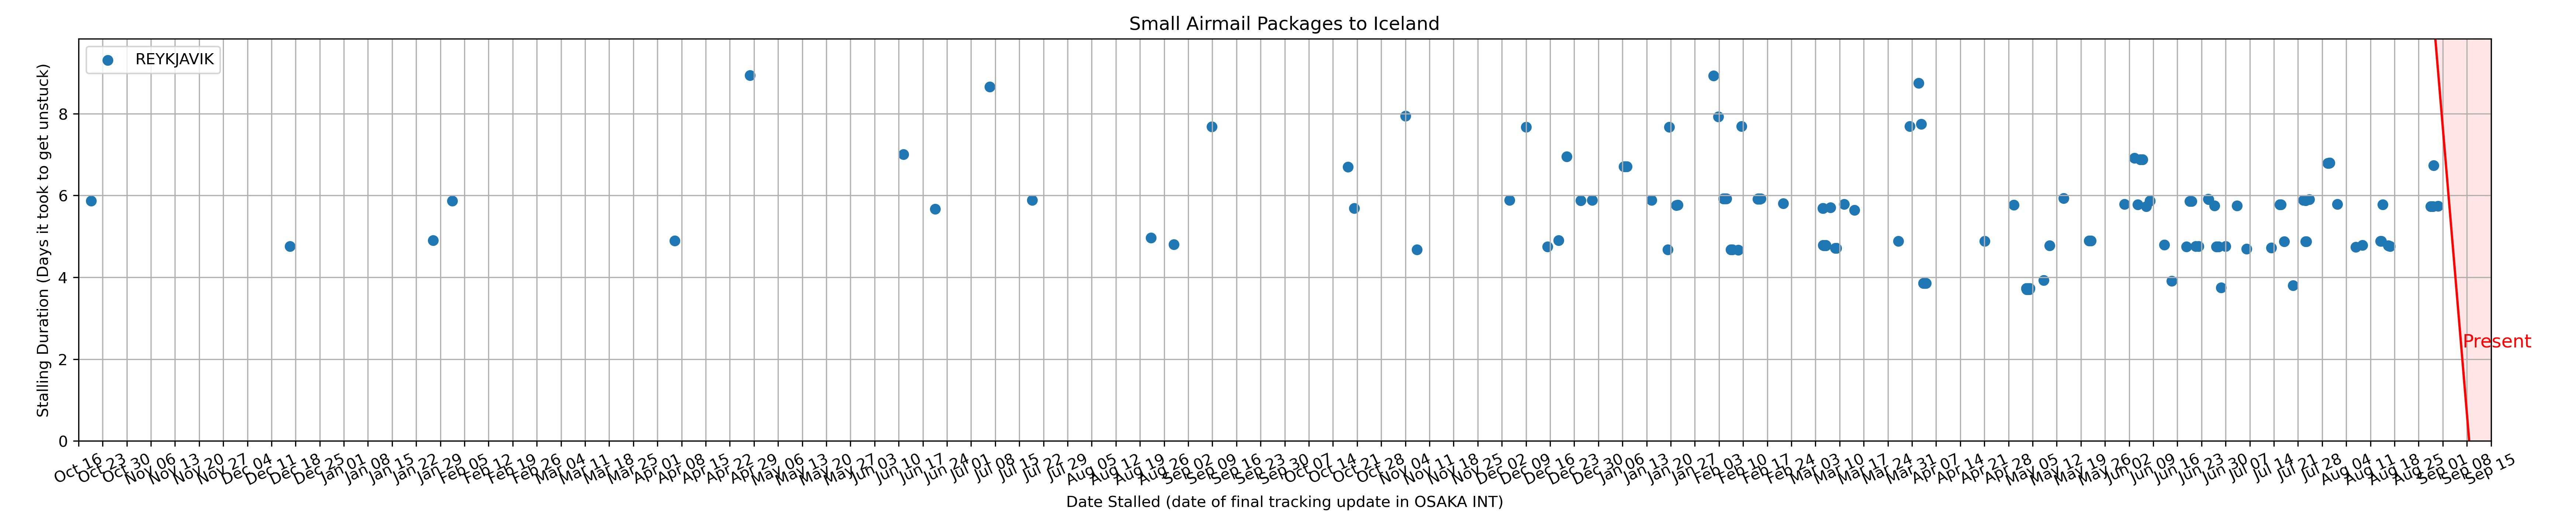 Small Airmail Packages to Iceland
REYKJAVIK
Stalling Duration (Days it took to get unstuck)
8
6
4
2
0
Present
Oct 16 Oct 23 Oct 30 Nov 06 Nov 13 Nov 20 Nov 27 Dec 04 Dec 11 Dec 18 Dec 25 Jan 01 Jan 08 Jan 15 Jan 22 Jan 29 Feb 05 Feb 12 Feb 19 Feb 26 Mar 04 Mar 11 Mar 18 Mar 25 Apr 01 Apr 08 Apr 15 Apr 22 Apr 29 May 06 May 13 May 20 May 27 Jun 03 Jun 10 Jun 17 Jun 24 Jul 01 Jul 08 Jul 15 Jul 22 Jul 29 Aug 05 Aug 12 Aug 19 Aug 26 Sep 02 Sep 09 Sep 16 Sep 23 Sep 30 Oct 07 Oct 14 Oct 21 Oct 28 Nov 04 Nov 11 Nov 18 Nov 25 Dec 02 Dec 09 Dec 16 Dec 23 Dec 30 Jan 06 Jan 13 Jan 20 Jan 27 Feb 03 Feb 10 Feb 17 Feb 24 Mar 03 Mar 10 Mar 17 Mar 24 Mar 31 Apr 07 Apr 14 Apr 21 Apr 28 May 05 May 12 May 19 May 26 Jun 02 Jun 09 Jun 16 Jun 23 Jun 30 Jul 07 Jul 14 Jul 21 Jul 28 Aug 04 Aug 11 Aug 18 Aug 25 Sep 01 Sep 08 Sep 15
Date Stalled (date of final tracking update in OSAKA INT)